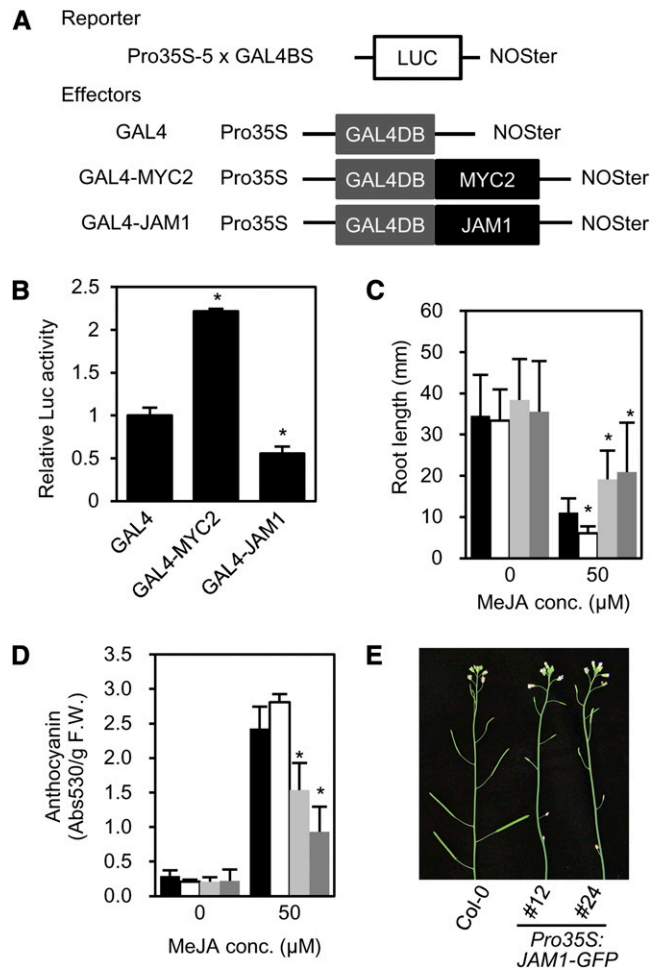 A
Reporter
Pro35S-5 x GAL4BS LUC NOSter
Effectors
GAL4 Pro35S GAL4DB NOSter
GAL4-MYC2 Pro35S GAL4DB MYC2 NOSter
GAL4-JAM1 Pro35S GAL4DB JAM1 NOSter
B
Relative Luc activity
2.5
2
1.5
1
0.5
0
*
*
GAL4
GAL4-MYC2
GAL4-JAM1
C
Root length (mm)
60
50
40
30
20
10
0
*
*
*
0 50
MeJA conc. (µM)
D
Anthocyanin
(Abs530/g F.W.)
3.5
3.0
2.5
2.0
1.5
1.0
0.5
0.0
*
*
0 50
MeJA conc. (µM)
E
Col-0
#12
#24
Pro35S:
JAM1-GFP